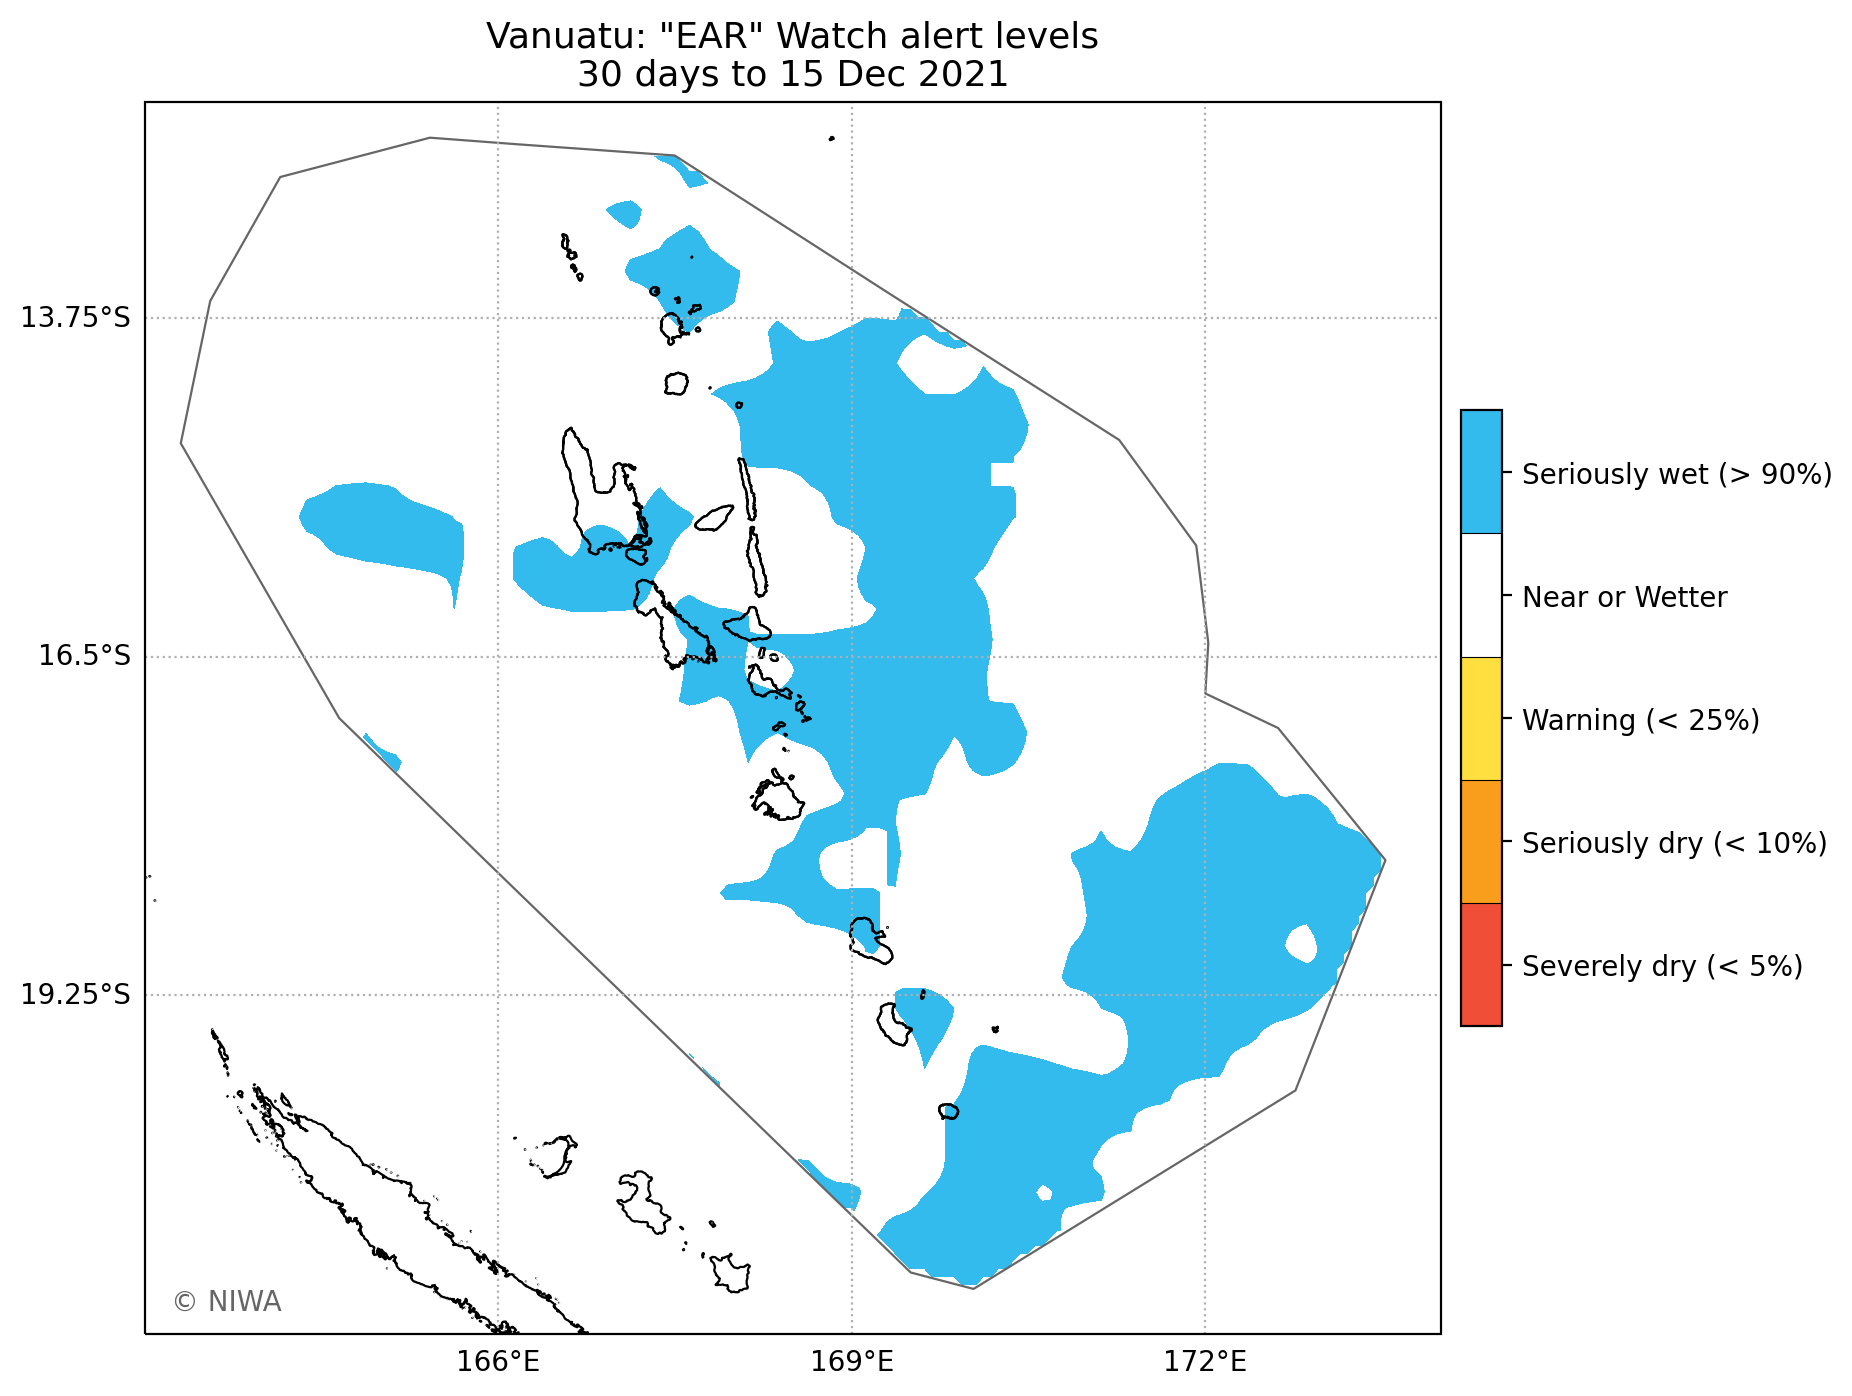 Vanuatu: "EAR" Watch alert levels
30 days to 15 Dec 2021
13.75°S
16.5°S
19.25°S
166°E
169°E
172°E
Seriously wet (> 90%)
Near or Wetter
Warning (< 25%)
Seriously dry (< 10%)
Severely dry (< 5%)
© NIWA